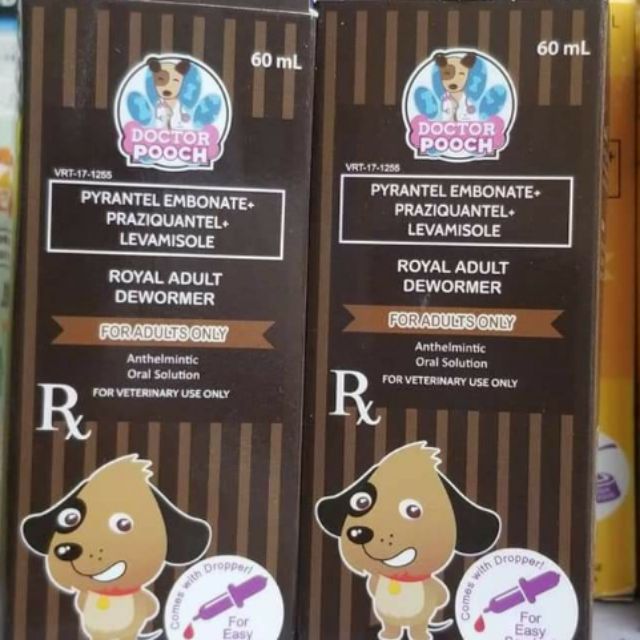 60 mL
DOCTOR
POOCH
VRT-17-1255
PYRANTEL EMBONATE+
PRAZIQUANTEL+
LEVAMISOLE
ROYAL ADULT
DEWORMER
FOR ADULTS ONLY
Anthelmintic
Oral Solution
Rx
FOR VETERINARY USE ONLY
Comes with Dropper!
For
Easy
60 mL
DOCTOR
POOCH
VRT-17-1255
PYRANTEL EMBONATE+
PRAZIQUANTEL+
LEVAMISOLE
ROYAL ADULT
DEWORMER
FOR ADULTS ONLY
Anthelmintic
Oral Solution
Rx
FOR VETERINARY USE ONLY
Comes with Dropper!
For
Easy